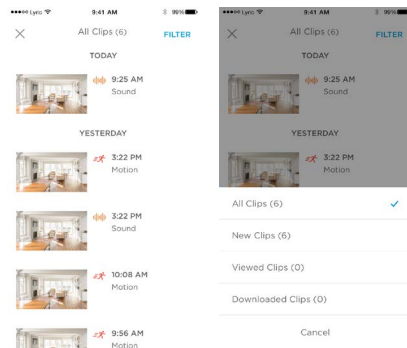 Lyric
9:41 AM
99%
All Clips (6)
FILTER
TODAY
9:25 AM
Sound
YESTERDAY
3:22 PM
Motion
3:22 PM
Sound
10:08 AM
Motion
9:56 AM
Motion
Lyric
9:41 AM
99%
All Clips (6)
FILTER
TODAY
9:25 AM
Sound
YESTERDAY
3:22 PM
Motion
All Clips (6)
New Clips (6)
Viewed Clips (0)
Downloaded Clips (0)
Cancel